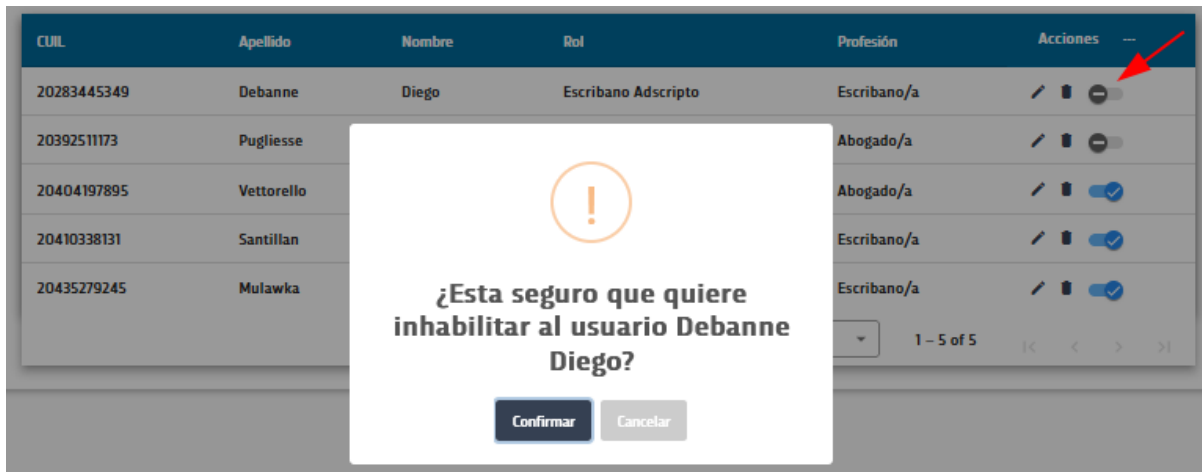 CUIL Apellido Nombre Rol Profesión Acciones ---
20283445349 Debanne Diego Escribano Adscripto Escribano/a
20392511173 Pugliesse Abogado/a
20404197895 Vettorello Abogado/a
20410338131 Santillan Escribano/a
20435279245 Mulawka Escribano/a
1 – 5 of 5
!
¿Esta seguro que quiere
inhabilitar al usuario Debanne
Diego?
Confirmar Cancelar